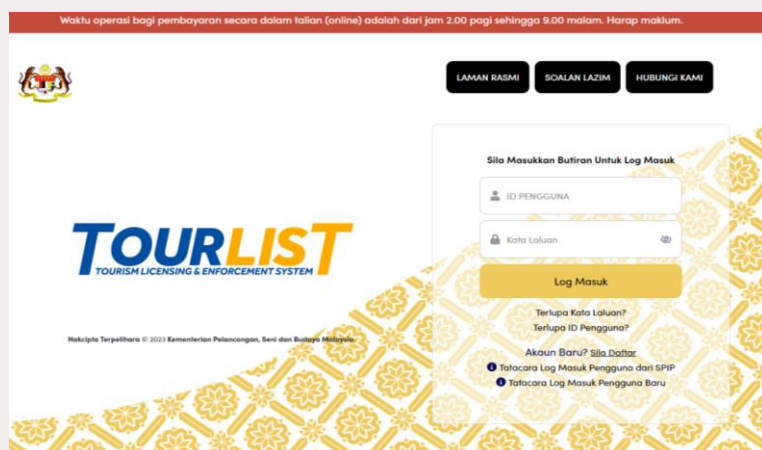 Waktu operasi bagi pembayaran secara dalam talian (online) adalah dari jam 2.00 pagi sehingga 9.00 malam. Harap maklum.
LAMAN RASMI SOALAN LAZIM HUBUNGI KAMI
Sila Masukkan Butiran Untuk Log Masuk
ID PENGGUNA
Kata Laluan
Log Masuk
Terlupa Kata Laluan?
Terlupa ID Pengguna?
Akaun Baru? Sila Daftar
Tatacara Log Masuk Pengguna dari SPIP
Tatacara Log Masuk Pengguna Baru
TOURLIST
TOURISM LICENSING & ENFORCEMENT SYSTEM
Hakcipta Terpelihara © 2023 Kementerian Pelancongan, Seni dan Budaya Malaysia.